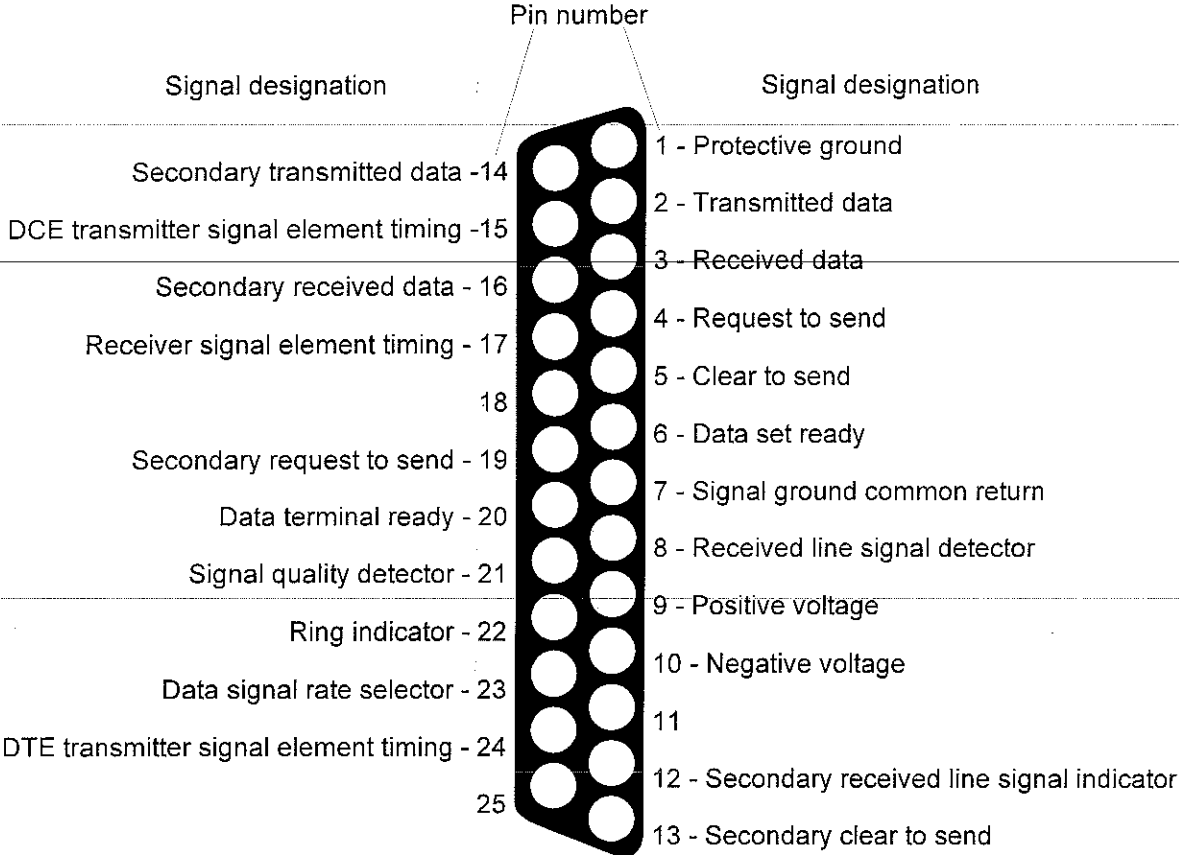 Pin number
Signal designation
Signal designation
Secondary transmitted data -14
DCE transmitter signal element timing -15
Secondary received data - 16
Receiver signal element timing - 17
18
Secondary request to send - 19
Data terminal ready - 20
Signal quality detector - 21
Ring indicator - 22
Data signal rate selector - 23
DTE transmitter signal element timing - 24
25
1 - Protective ground
2 - Transmitted data
3 - Received data
4 - Request to send
5 - Clear to send
6 - Data set ready
7 - Signal ground common return
8 - Received line signal detector
9 - Positive voltage
10 - Negative voltage
11
12 - Secondary received line signal indicator
13 - Secondary clear to send